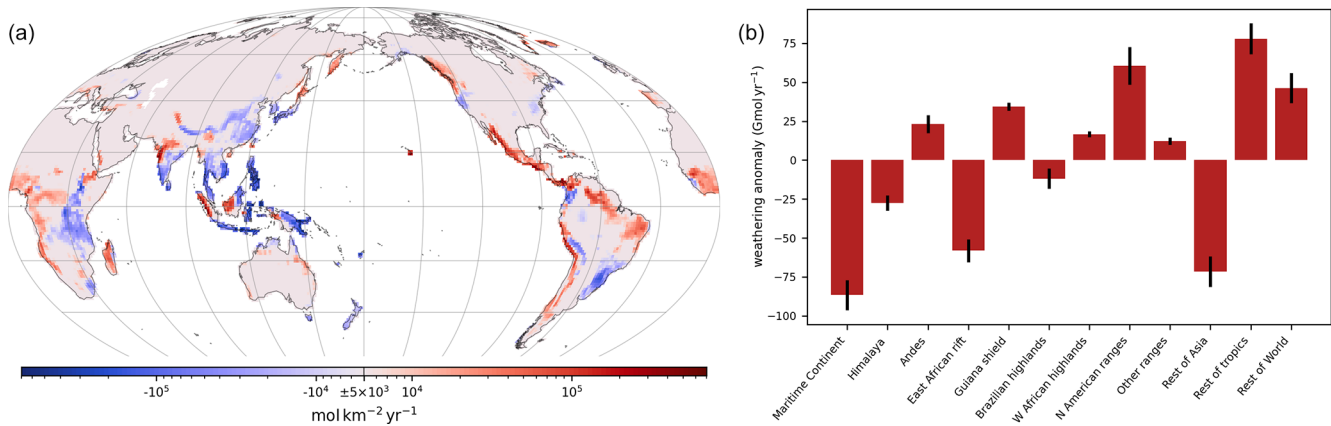 (a)
-10⁵
-10⁴
±5×10³
10⁴
10⁵
mol km⁻² yr⁻¹
(b)
weathering anomaly (Gmol yr⁻¹)
75
50
25
0
−25
−50
−75
−100
Maritime Continent
Himalaya
Andes
East African rift
Guiana shield
Brazilian highlands
W African highlands
N American ranges
Other ranges
Rest of Asia
Rest of tropics
Rest of World